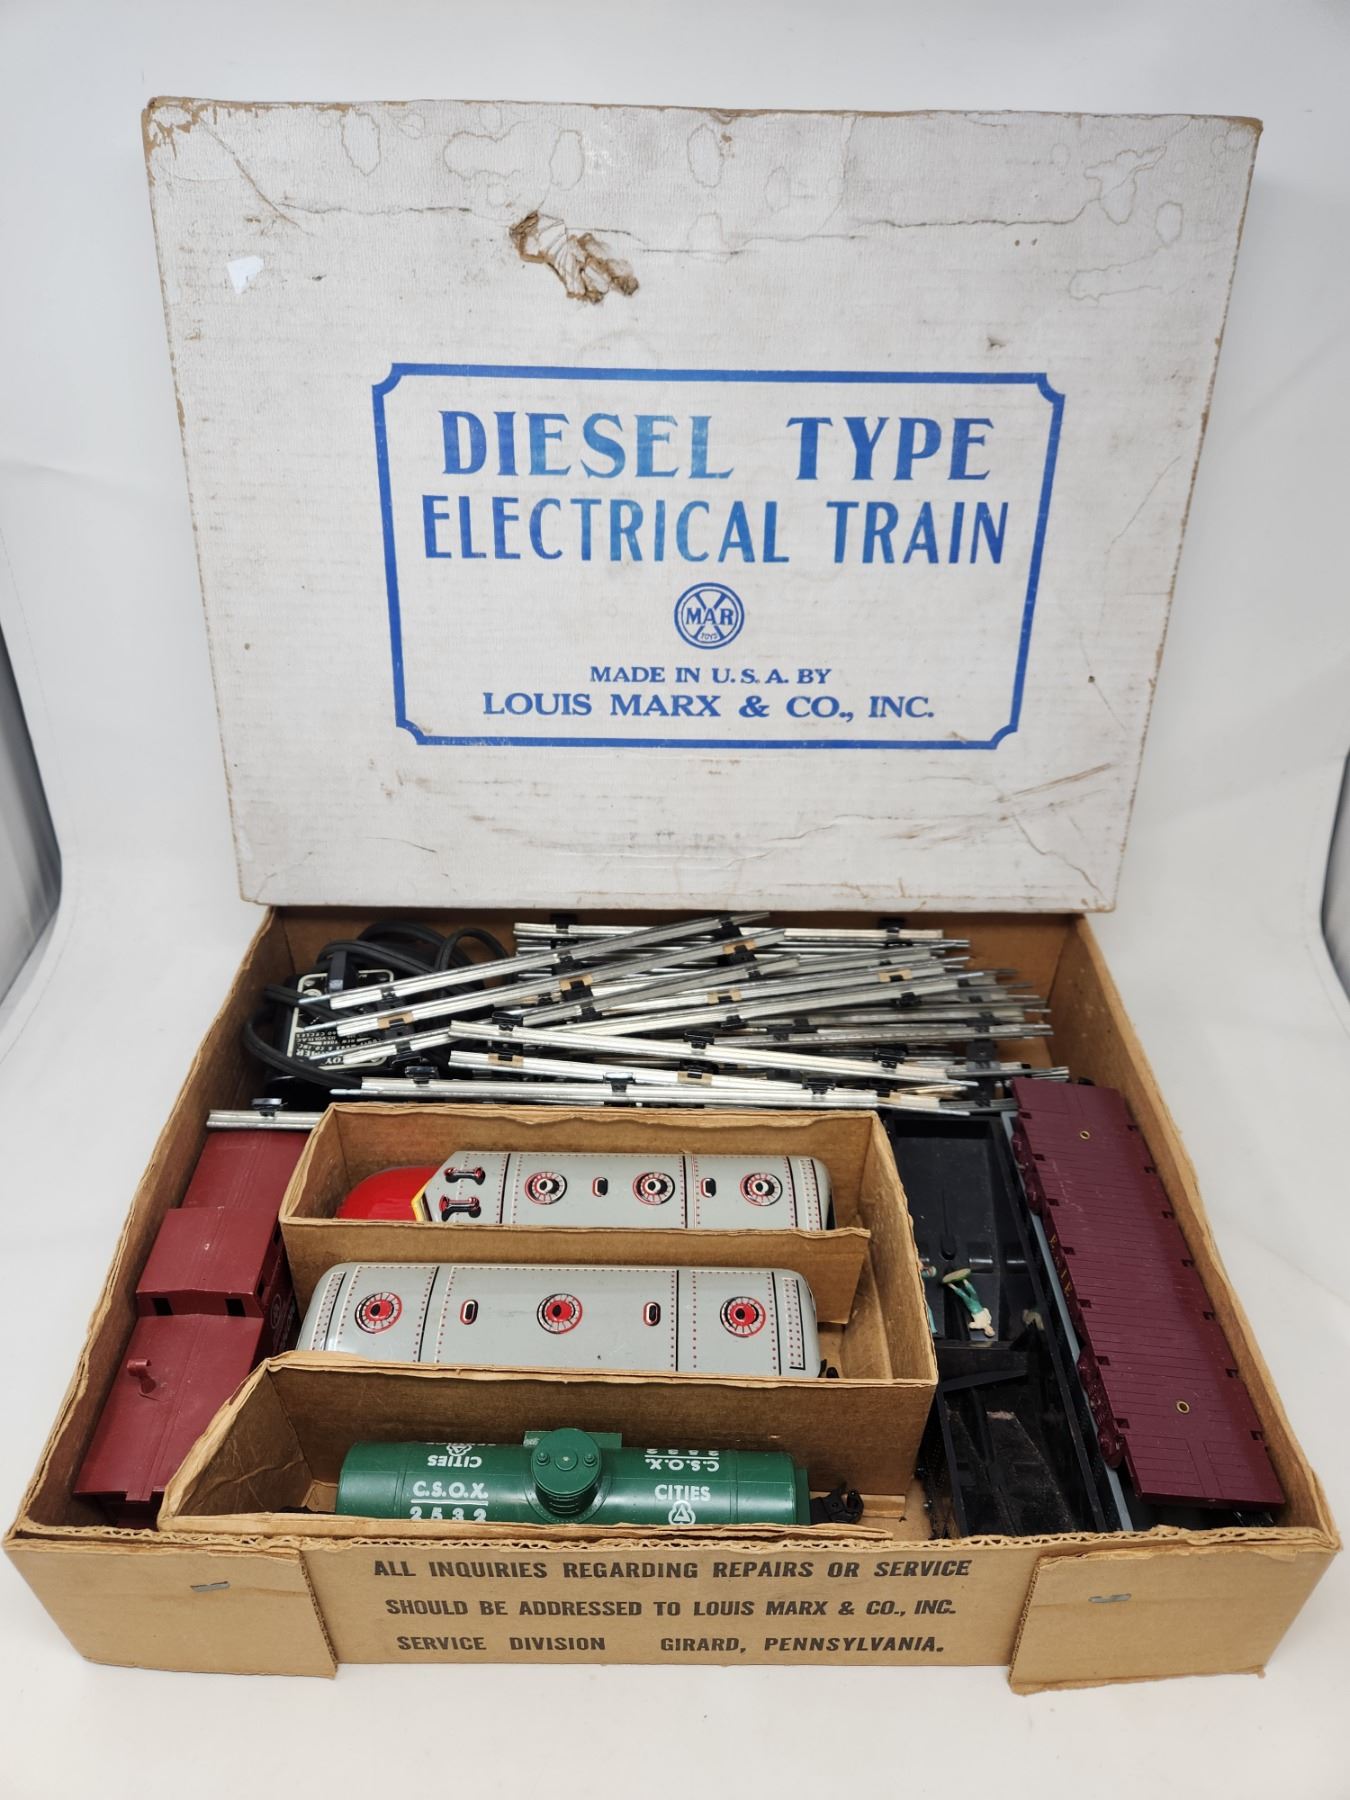 DIESEL TYPE
ELECTRICAL TRAIN
MAR
TOYS
MADE IN U.S.A. BY
LOUIS MARX & CO., INC.
CITIES
C.S.O.X.
C.S.O.X.
2532
CITIES
ALL INQUIRIES REGARDING REPAIRS OR SERVICE
SHOULD BE ADDRESSED TO LOUIS MARX & CO., INC.
SERVICE DIVISION GIRARD, PENNSYLVANIA.